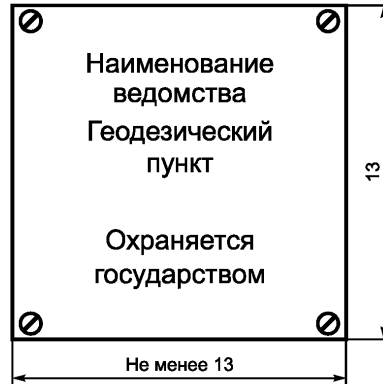 Наименование
ведомства
Геодезический
пункт
Охраняется
государством
13
Не менее 13